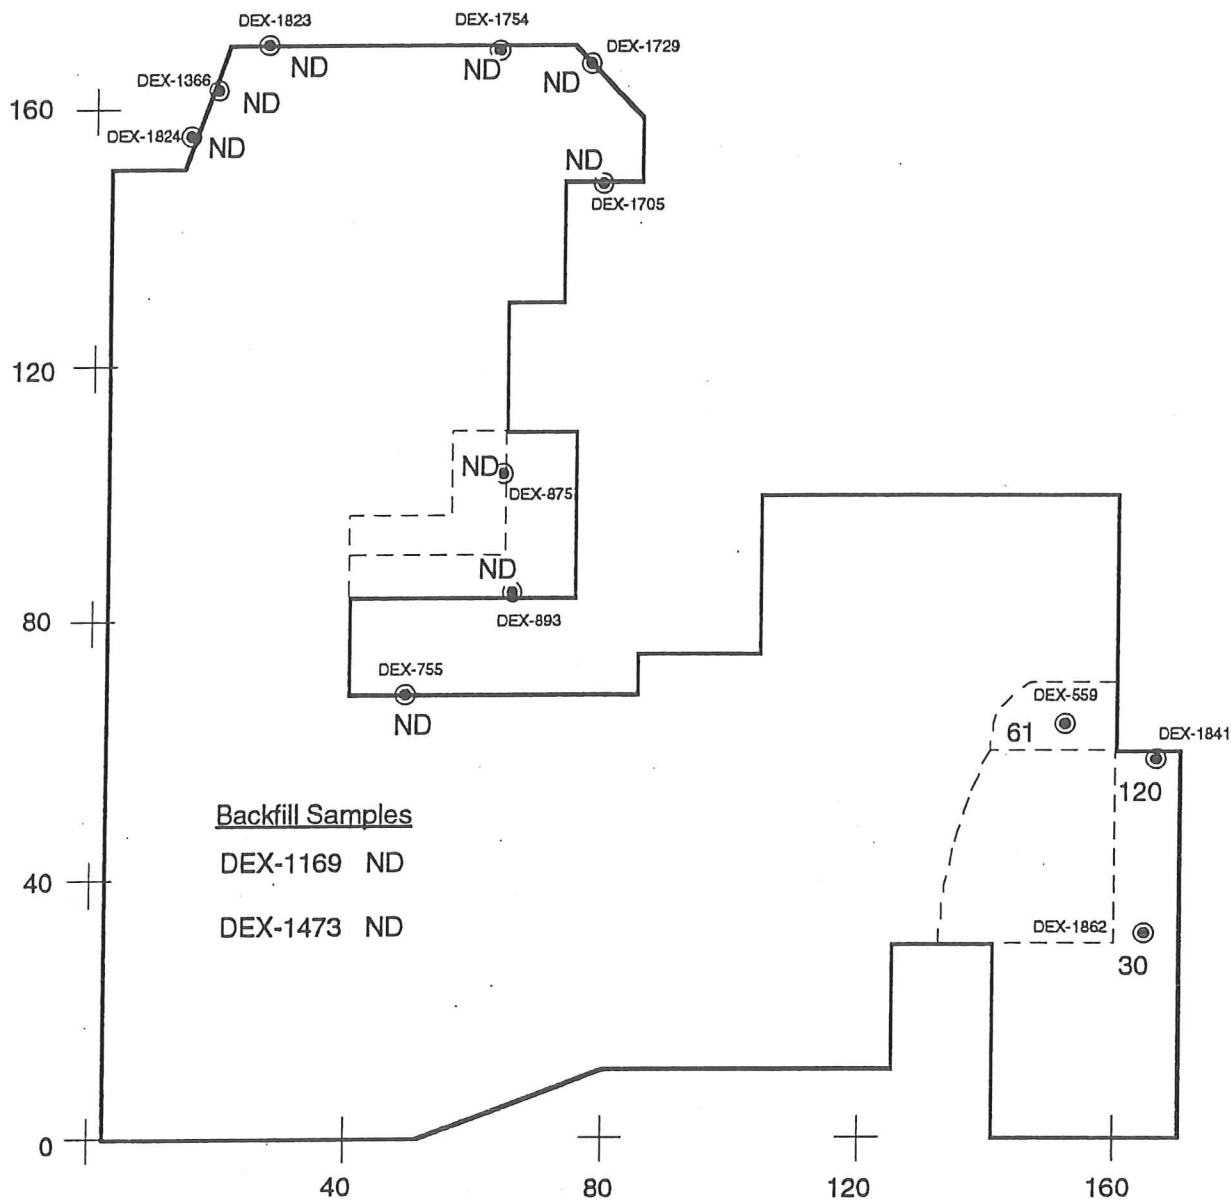 DEX-1823
DEX-1754
DEX-1729
DEX-1366
ND
ND
ND
160
ND
DEX-1824
ND
ND
DEX-1705
120
ND
DEX-875
ND
80
DEX-893
DEX-755
ND
DEX-559
61
DEX-1841
120
Backfill Samples
DEX-1169 ND
40
DEX-1473 ND
DEX-1862
30
0
40
80
120
160